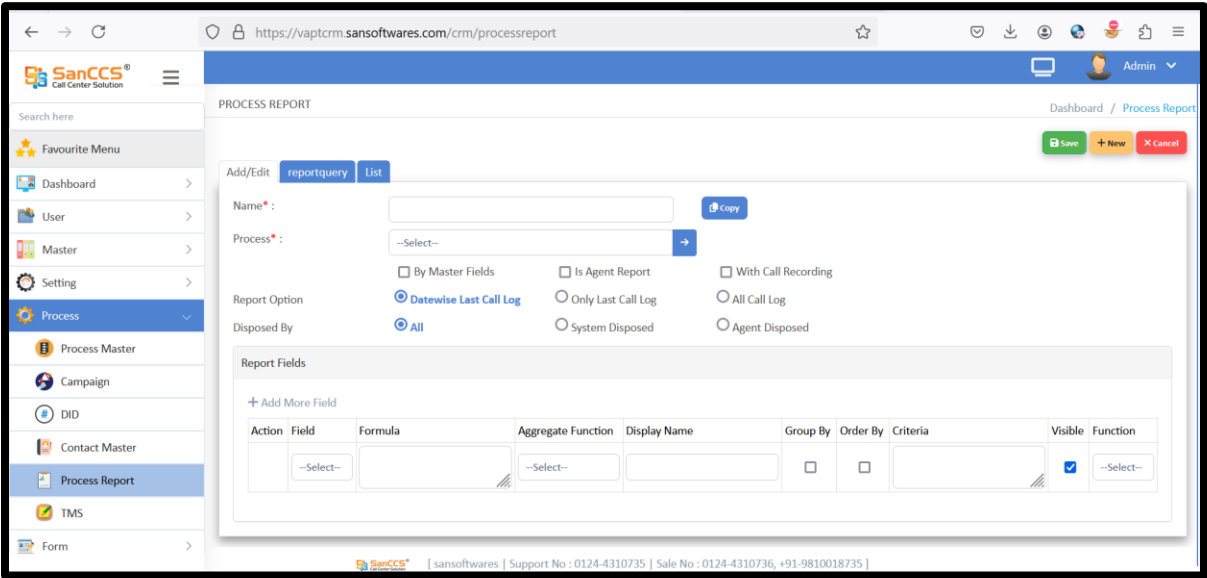 https://vaptcrm.sansoftwares.com/crm/processreport
SanCCS®
Call Center Solution
Admin
Search here
Favourite Menu
Dashboard
User
Master
Setting
Process
Process Master
Campaign
DID
Contact Master
Process Report
TMS
Form
PROCESS REPORT
Dashboard / Process Report
Save + New X Cancel
Add/Edit reportquery List
Name* :
Copy
Process* : --Select--
By Master Fields Is Agent Report With Call Recording
Report Option Datewise Last Call Log Only Last Call Log All Call Log
Disposed By All System Disposed Agent Disposed
Report Fields
+ Add More Field
Action Field Formula Aggregate Function Display Name Group By Order By Criteria Visible Function
--Select-- --Select-- --Select--
SanCCS® [ sansoftwares | Support No : 0124-4310735 | Sale No : 0124-4310736, +91-9810018735 ]